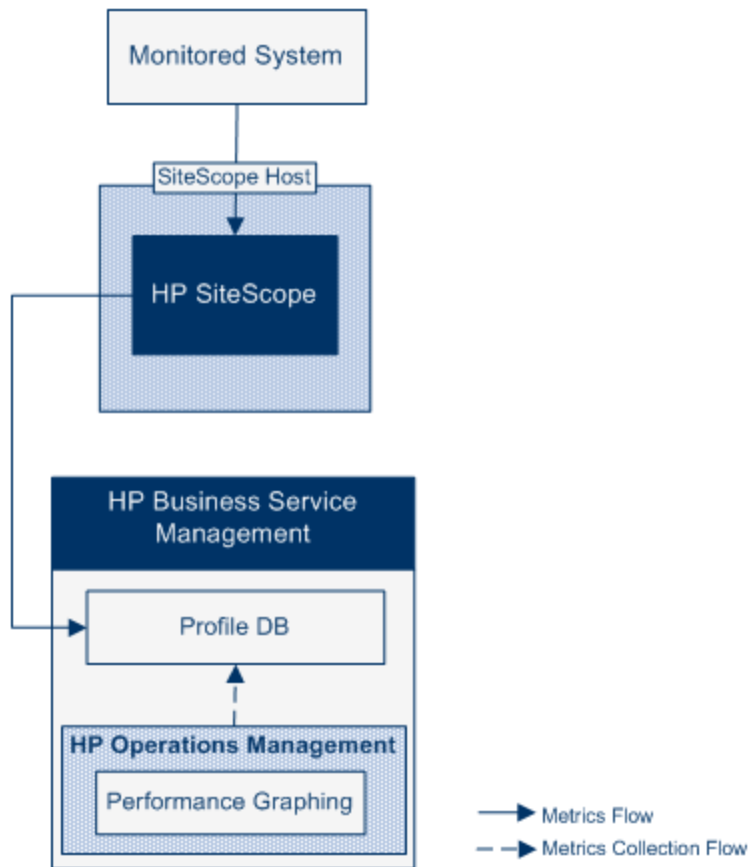 Monitored System
SiteScope Host
HP SiteScope
HP Business Service
Management
Profile DB
HP Operations Management
Performance Graphing
Metrics Flow
Metrics Collection Flow